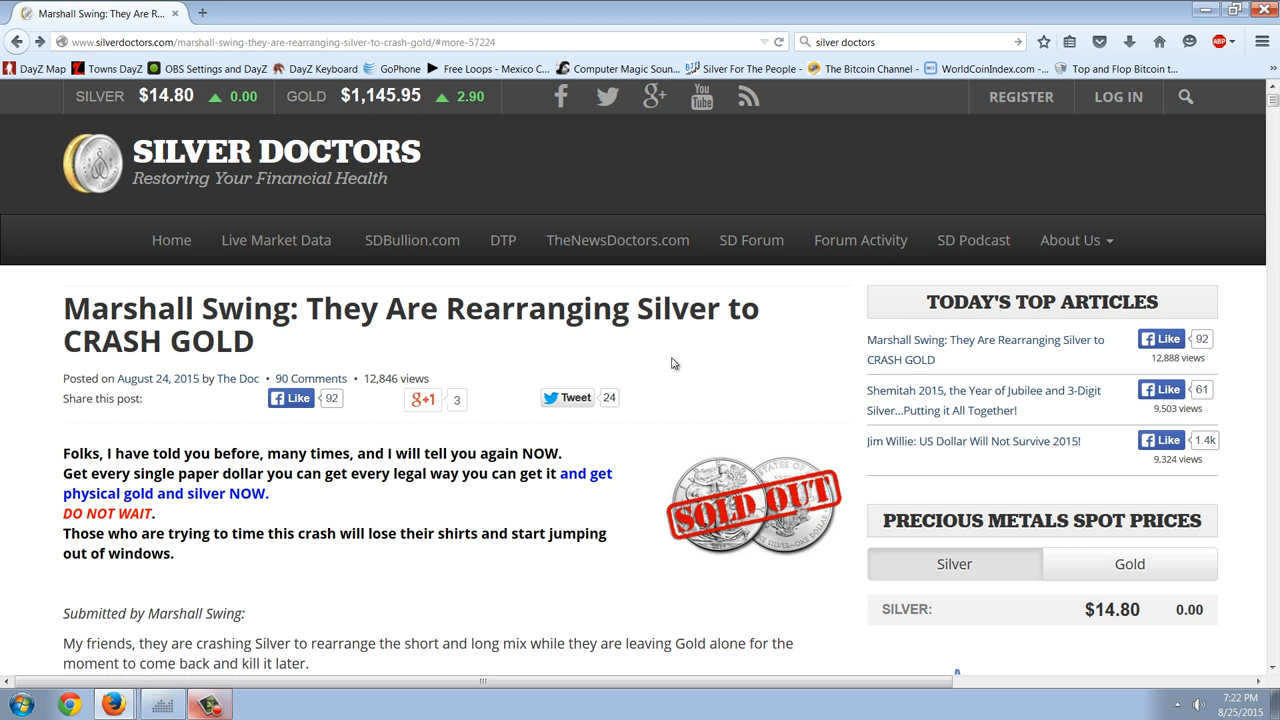 Marshall Swing: They Are R...
www.silverdoctors.com/marshall-swing-they-are-rearranging-silver-to-crash-gold/#more-57224
silver doctors
ABP
DayZ Map
Towns DayZ
OBS Settings and DayZ
DayZ Keyboard
GoPhone
Free Loops - Mexico C...
Computer Magic Soun...
Silver For The People -
The Bitcoin Channel -
WorldCoinIndex.com -...
Top and Flop Bitcoin t...
SILVER $14.80 0.00 GOLD $1,145.95 2.90
You Tube
REGISTER
LOG IN
SILVER DOCTORS
Restoring Your Financial Health
Home
Live Market Data
SDBullion.com
DTP
TheNewsDoctors.com
SD Forum
Forum Activity
SD Podcast
About Us
Marshall Swing: They Are Rearranging Silver to
CRASH GOLD
Posted on August 24, 2015 by The Doc • 90 Comments • 12,846 views
Share this post:
Like 92
g+1 3
Tweet 24
Folks, I have told you before, many times, and I will tell you again NOW.
Get every single paper dollar you can get every legal way you can get it and get
physical gold and silver NOW.
DO NOT WAIT.
Those who are trying to time this crash will lose their shirts and start jumping
out of windows.
SOLD OUT
Submitted by Marshall Swing:
My friends, they are crashing Silver to rearrange the short and long mix while they are leaving Gold alone for the
moment to come back and kill it later.
TODAY'S TOP ARTICLES
Marshall Swing: They Are Rearranging Silver to
CRASH GOLD
Like 92
12,888 views
Shemitah 2015, the Year of Jubilee and 3-Digit
Silver...Putting it All Together!
Like 61
9,503 views
Jim Willie: US Dollar Will Not Survive 2015!
Like 1.4k
9,324 views
PRECIOUS METALS SPOT PRICES
Silver
Gold
SILVER: $14.80 0.00
7:22 PM
8/25/2015